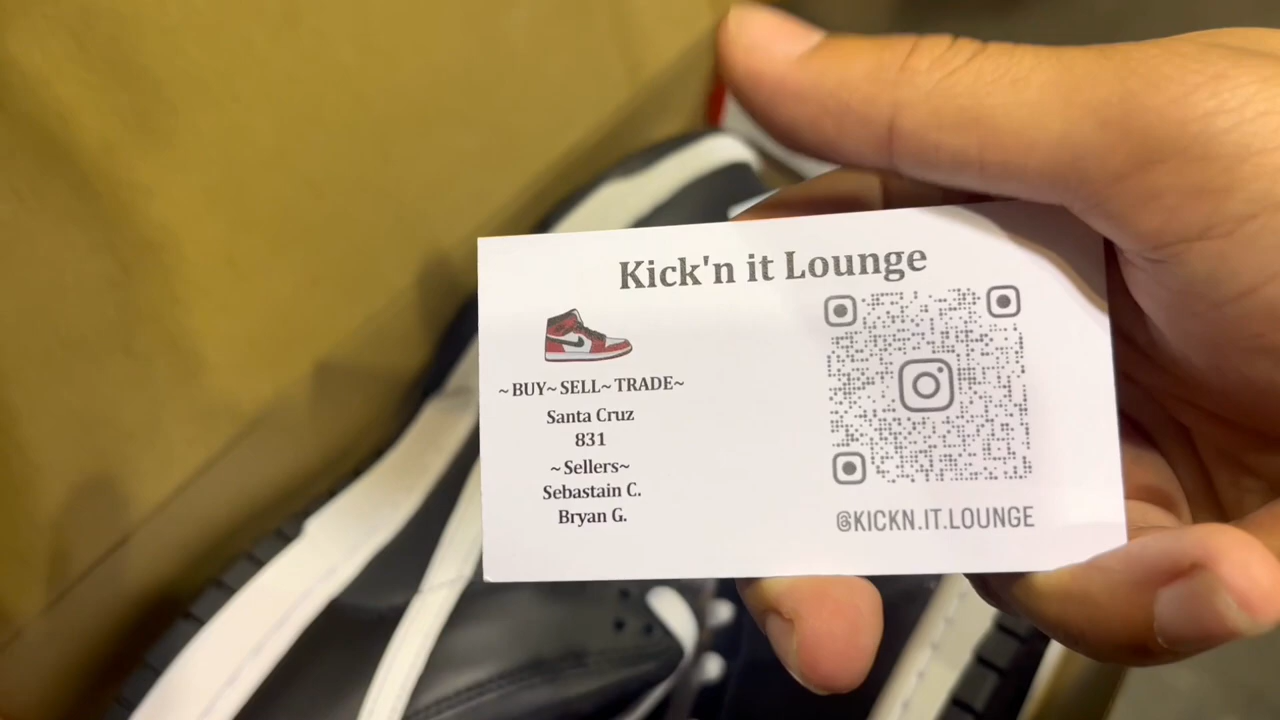 Kick'n it Lounge
~BUY~ SELL~ TRADE~
Santa Cruz
831
~Sellers~
Sebastain C.
Bryan G.
@KICKN.IT.LOUNGE